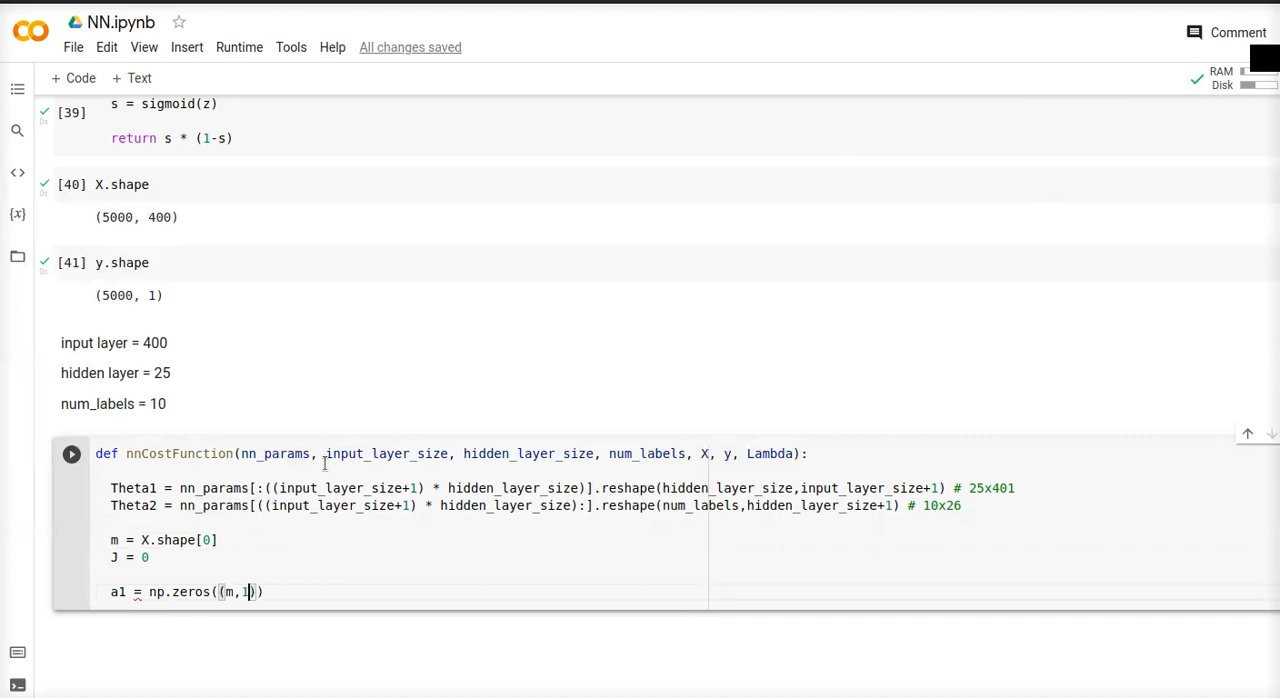 NN.ipynb
File Edit View Insert Runtime Tools Help All changes saved
Comment
+ Code + Text
RAM
Disk
s = sigmoid(z)
[39]
return s * (1-s)
[40] X.shape
(5000, 400)
[41] y.shape
(5000, 1)
input layer = 400
hidden layer = 25
num_labels = 10
def nnCostFunction(nn_params, input_layer_size, hidden_layer_size, num_labels, X, y, Lambda):
Theta1 = nn_params[:((input_layer_size+1) * hidden_layer_size)].reshape(hidden_layer_size,input_layer_size+1) # 25x401
Theta2 = nn_params[((input_layer_size+1) * hidden_layer_size):].reshape(num_labels,hidden_layer_size+1) # 10x26
m = X.shape[0]
J = 0
a1 = np.zeros((m,1))